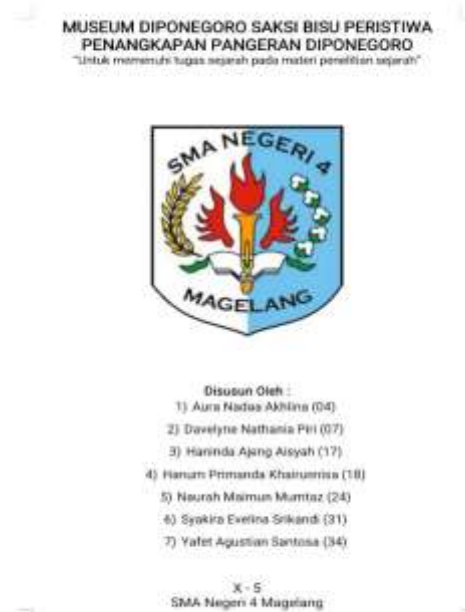 MUSEUM DIPONEGORO SAKSI BISU PERISTIWA
PENANGKAPAN PANGERAN DIPONEGORO
"Untuk memenuhi tugas sejarah pada materi penelitian sejarah"
SMA NEGERI 4
MAGELANG
Disusun Oleh :
1) Aura Nadaa Akhlina (04)
2) Davelyne Nathania Piri (07)
3) Haninda Ajeng Aisyah (17)
4) Hanum Primanda Khairunnisa (18)
5) Naurah Maimun Mumtaz (24)
6) Syakira Evelina Srikandi (31)
7) Yafet Agustian Santosa (34)
X - 5
SMA Negeri 4 Magelang